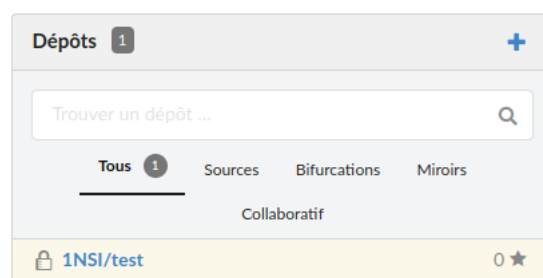 Dépôts 1
Trouver un dépôt ...
Tous 1 Sources Bifurcations Miroirs
Collaboratif
1NSI/test 0